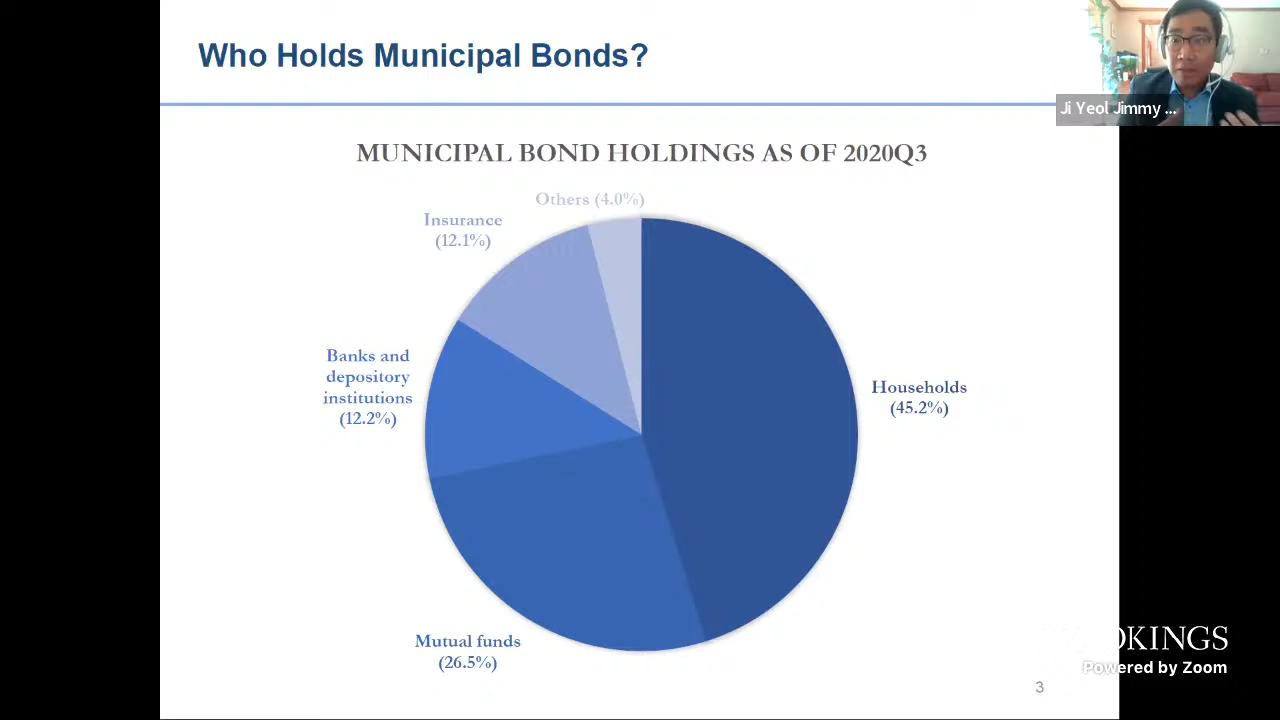 Who Holds Municipal Bonds?
Ji Yeol Jimmy ...
MUNICIPAL BOND HOLDINGS AS OF 2020Q3
Others (4.0%)
Insurance
(12.1%)
Banks and
depository
institutions
(12.2%)
Households
(45.2%)
Mutual funds
(26.5%)
OKINGS
Powered by Zoom
3